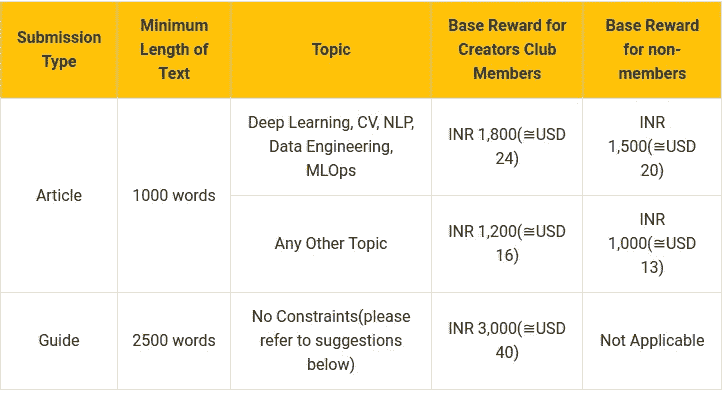 Submission
Type
Minimum
Length of
Text
Topic
Base Reward for
Creators Club
Members
Base Reward
for non-
members
Article
1000 words
Deep Learning, CV, NLP,
Data Engineering,
MLOps
INR 1,800(≅USD
24)
INR
1,500(≅USD
20)
Any Other Topic
INR 1,200(≅USD
16)
INR
1,000(≅USD
13)
Guide
2500 words
No Constraints(please
refer to suggestions
below)
INR 3,000(≅USD
40)
Not Applicable